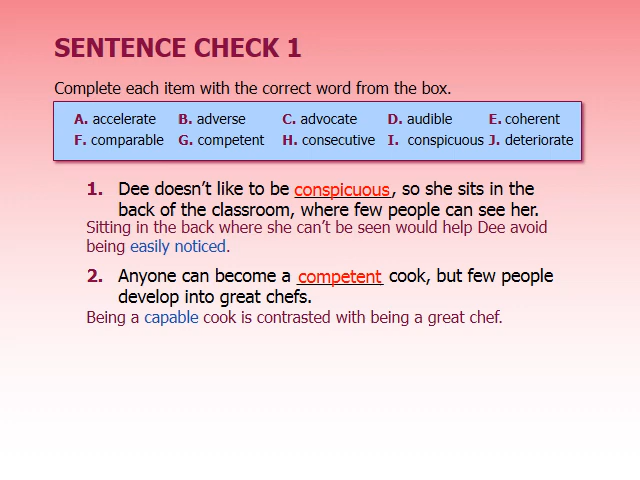 SENTENCE CHECK 1
Complete each item with the correct word from the box.
A. accelerate B. adverse C. advocate D. audible E. coherent
F. comparable G. competent H. consecutive I. conspicuous J. deteriorate
1. Dee doesn’t like to be conspicuous, so she sits in the
back of the classroom, where few people can see her.
Sitting in the back where she can’t be seen would help Dee avoid
being easily noticed.
2. Anyone can become a competent cook, but few people
develop into great chefs.
Being a capable cook is contrasted with being a great chef.